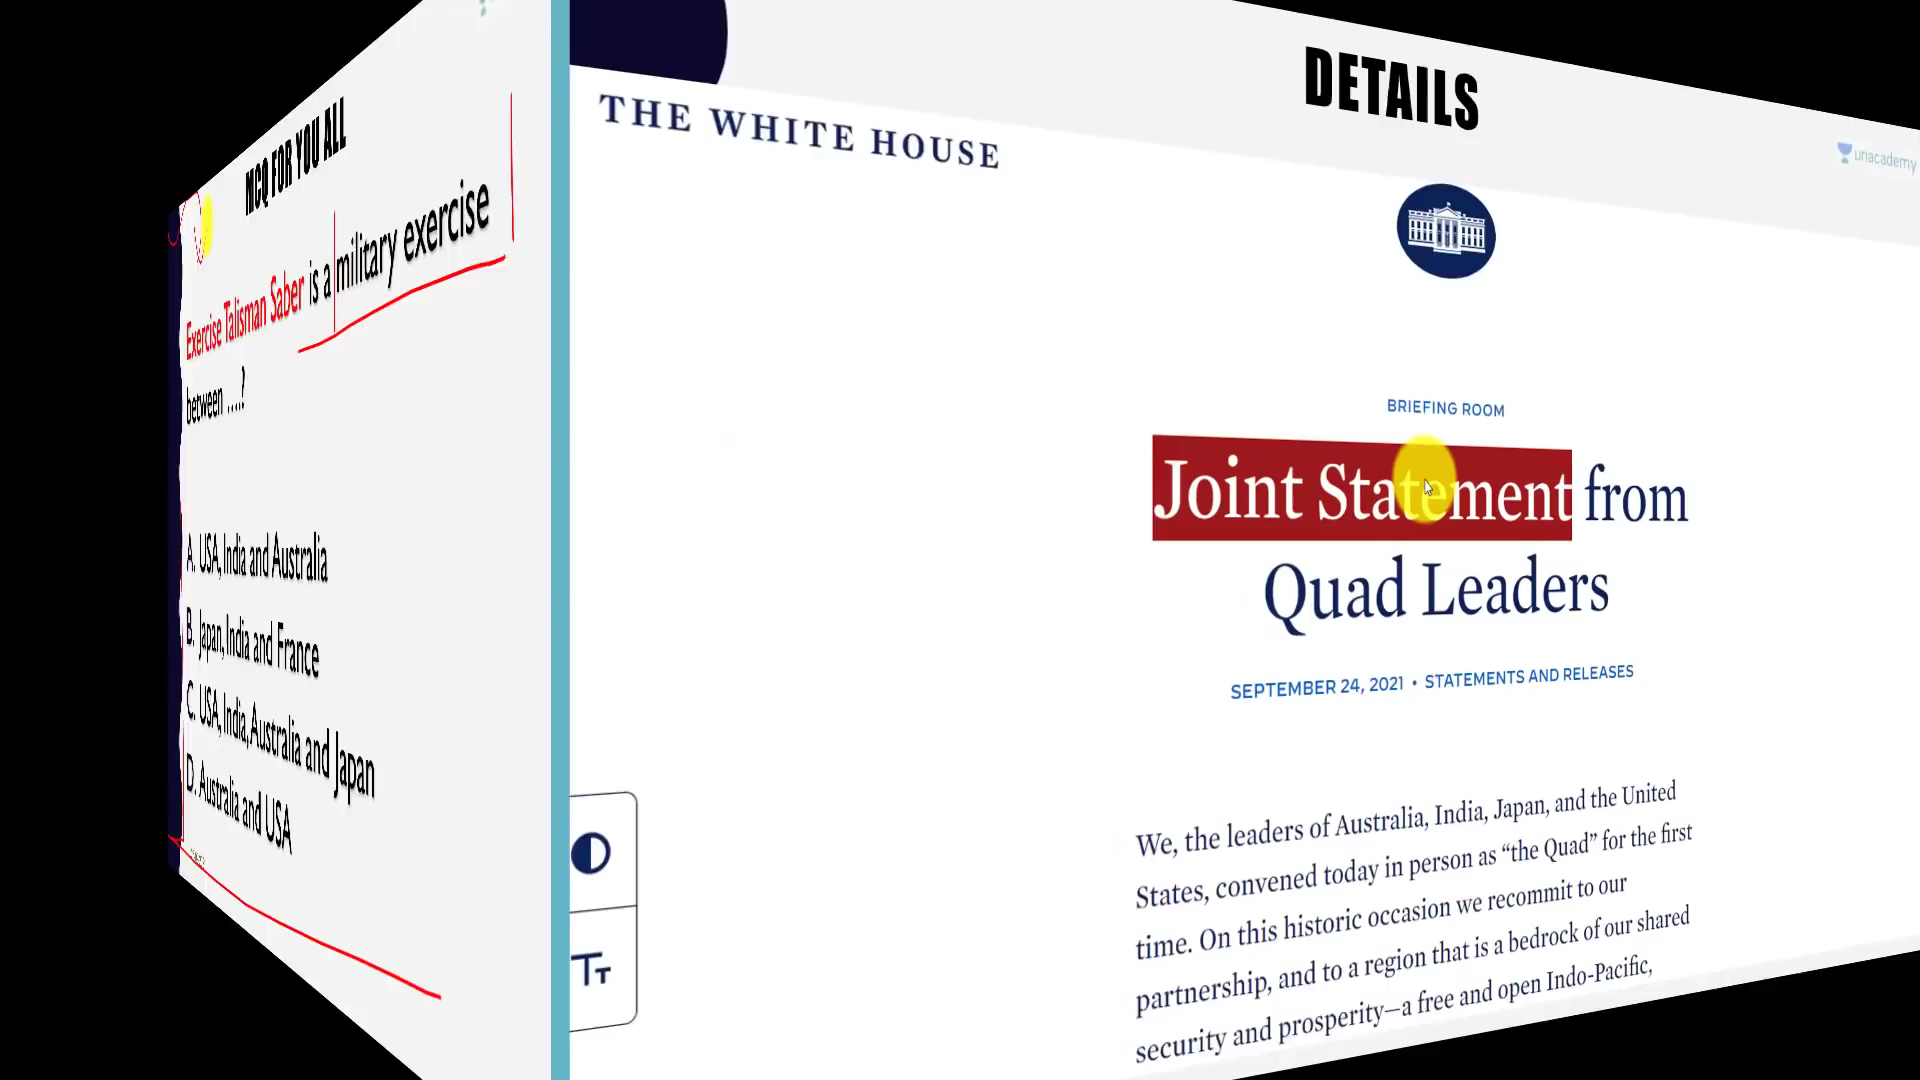 MCQ FOR YOU ALL
Exercise Talisman Saber is a military exercise
between ....?
A. USA, India and Australia
B. Japan, India and France
C. USA, India, Australia and Japan
D. Australia and USA
DETAILS
unacademy
THE WHITE HOUSE
BRIEFING ROOM
Joint Statement from
Quad Leaders
SEPTEMBER 24, 2021 • STATEMENTS AND RELEASES
We, the leaders of Australia, India, Japan, and the United
States, convened today in person as “the Quad” for the first
time. On this historic occasion we recommit to our
partnership, and to a region that is a bedrock of our shared
security and prosperity—a free and open Indo-Pacific,
TT